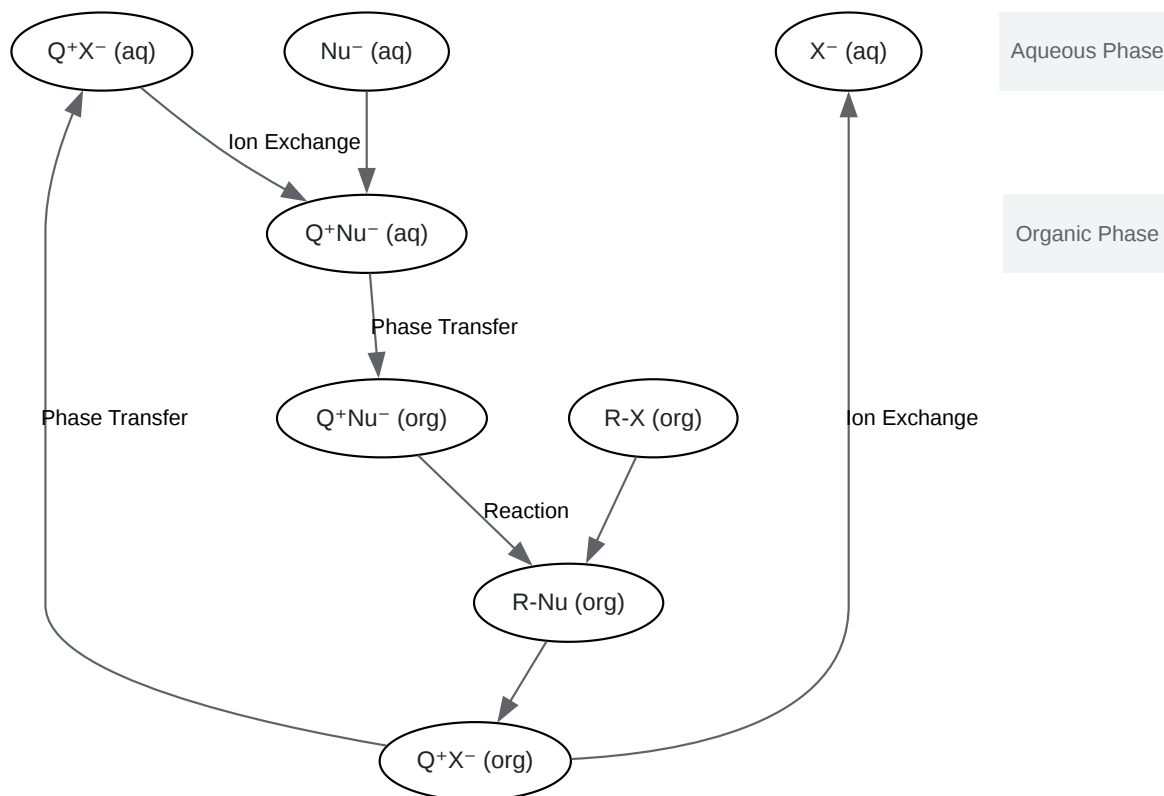 Q⁺X⁻ (aq)
Nu⁻ (aq)
X⁻ (aq)
Aqueous Phase
Ion Exchange
Q⁺Nu⁻ (aq)
Organic Phase
Phase Transfer
Phase Transfer
Q⁺Nu⁻ (org)
R-X (org)
Ion Exchange
Reaction
R-Nu (org)
Q⁺X⁻ (org)